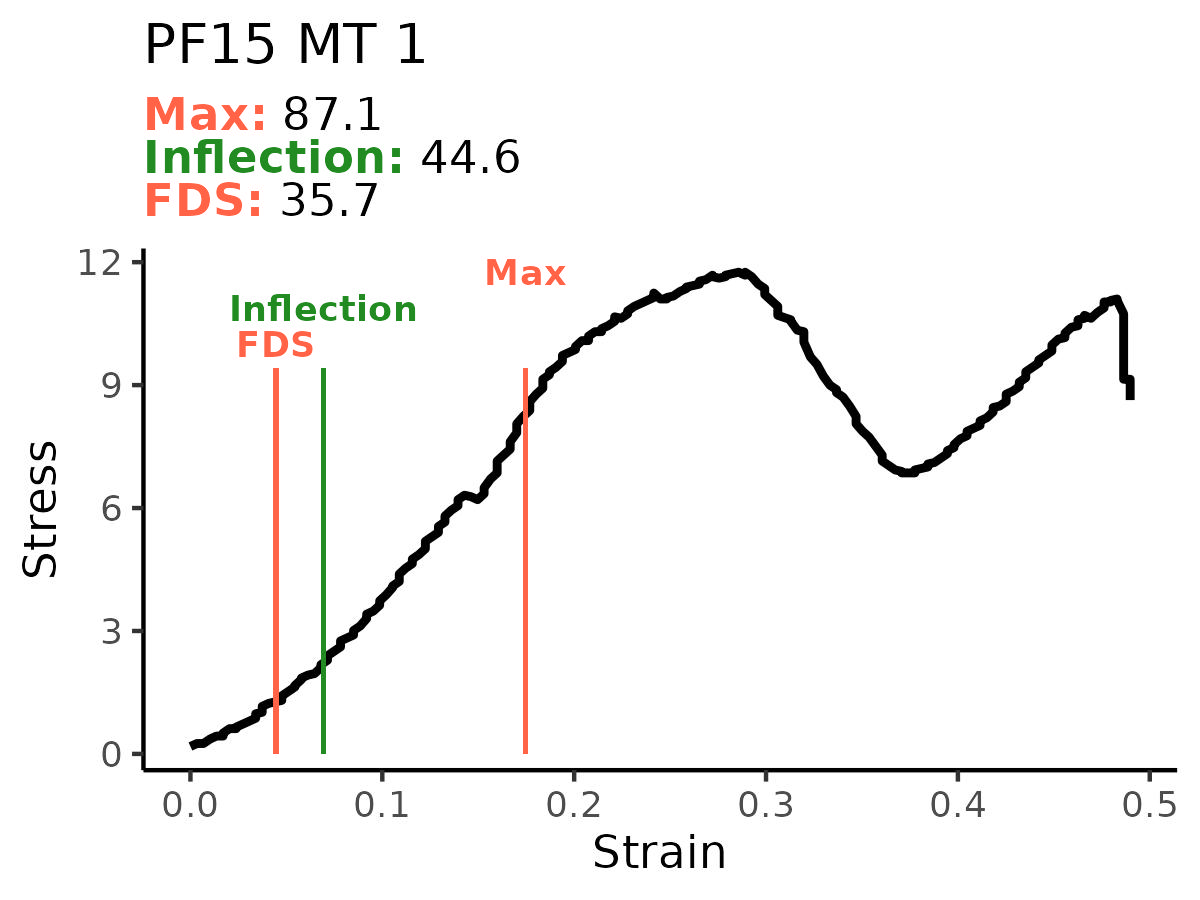 PF15 MT 1
Max: 87.1
Inflection: 44.6
FDS: 35.7
12
9
6
3
0
Stress
Max
Inflection
FDS
0.0 0.1 0.2 0.3 0.4 0.5
Strain